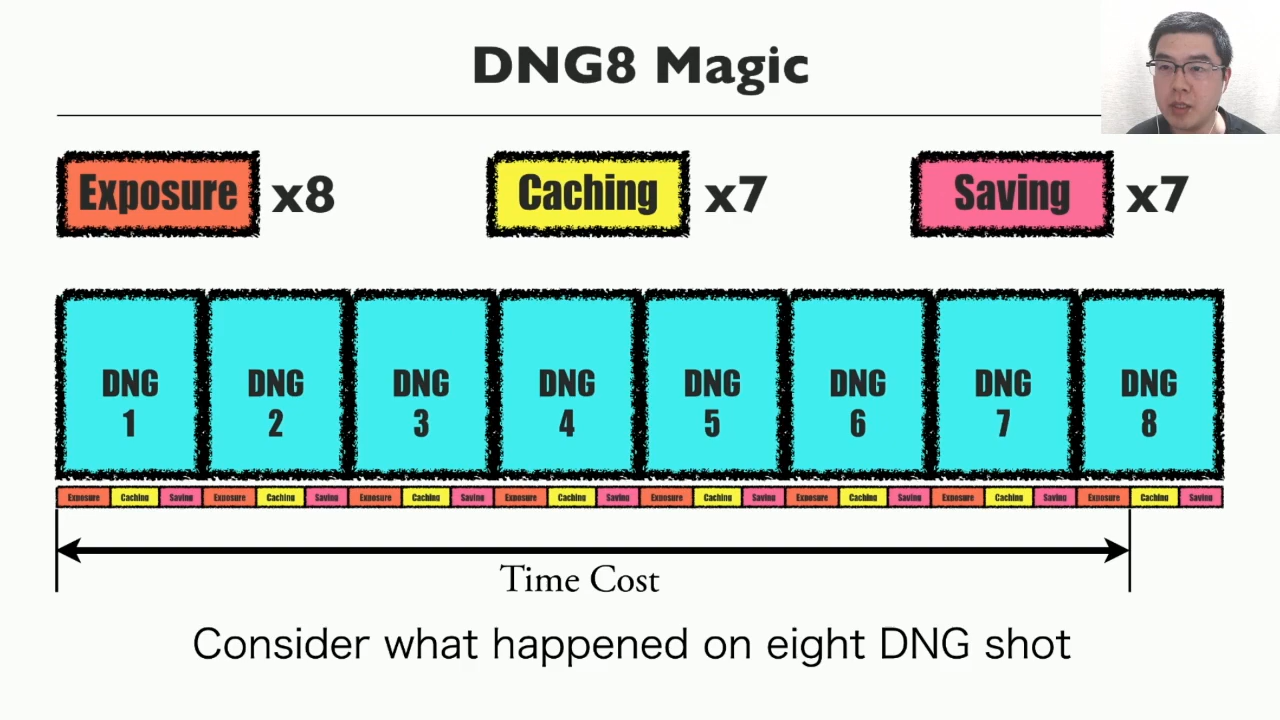 DNG8 Magic
Exposure x8 Caching x7 Saving x7
DNG DNG DNG DNG DNG DNG DNG DNG
1 2 3 4 5 6 7 8
Exposure Caching Saving Exposure Caching Saving Exposure Caching Saving Exposure Caching Saving Exposure Caching Saving Exposure Caching Saving Exposure Caching Saving Exposure Caching Saving
Time Cost
Consider what happened on eight DNG shot